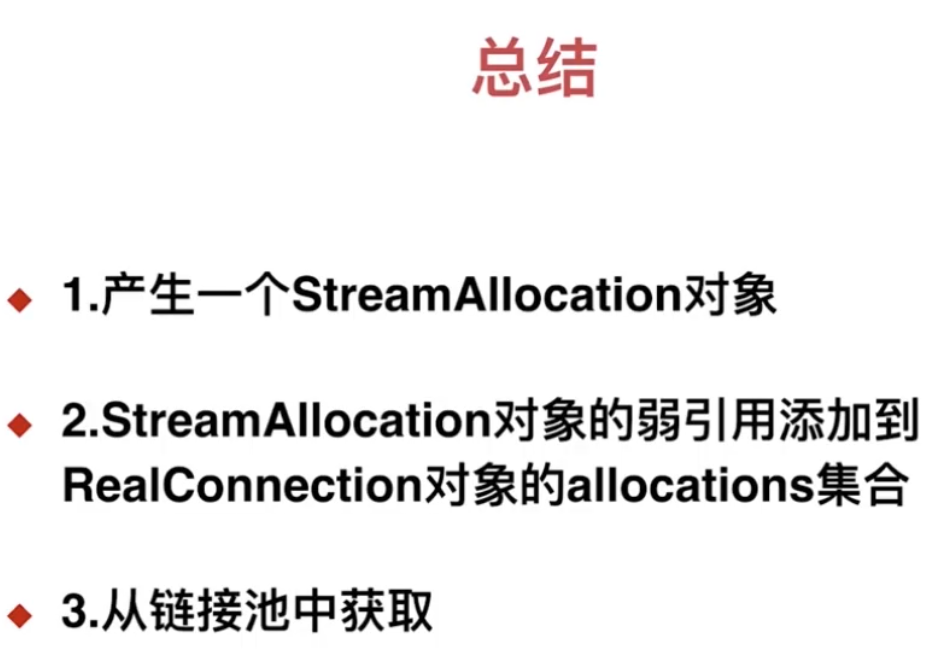 总结
1.产生一个StreamAllocation对象
2.StreamAllocation对象的弱引用添加到
RealConnection对象的allocations集合
3.从链接池中获取